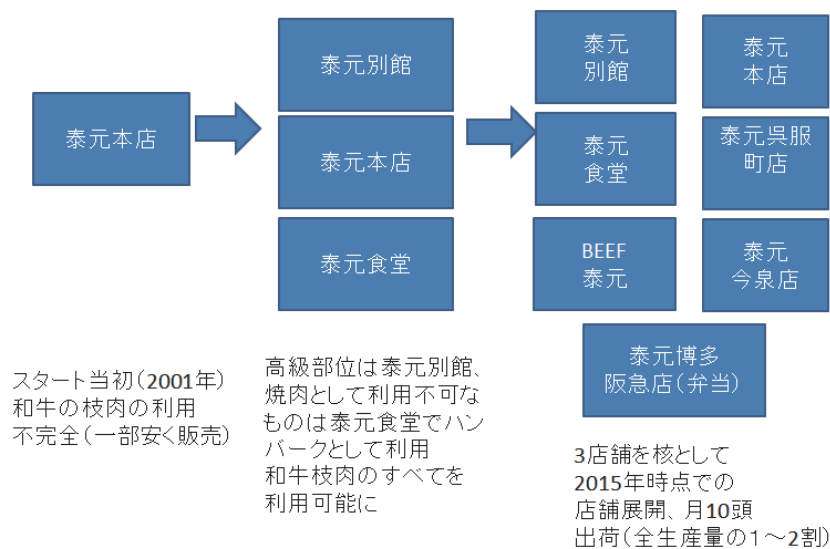 泰元本店
泰元別館
泰元本店
泰元食堂
泰元
別館
泰元
本店
泰元
食堂
泰元呉服
町店
BEEF
泰元
泰元
今泉店
泰元博多
阪急店(弁当)
スタート当初(2001年)
和牛の枝肉の利用
不完全(一部安く販売)
高級部位は泰元別館、
焼肉として利用不可な
ものは泰元食堂でハン
バークとして利用
和牛枝肉のすべてを
利用可能に
3店舗を核として
2015年時点での
店舗展開、月10頭
出荷(全生産量の1~2割)